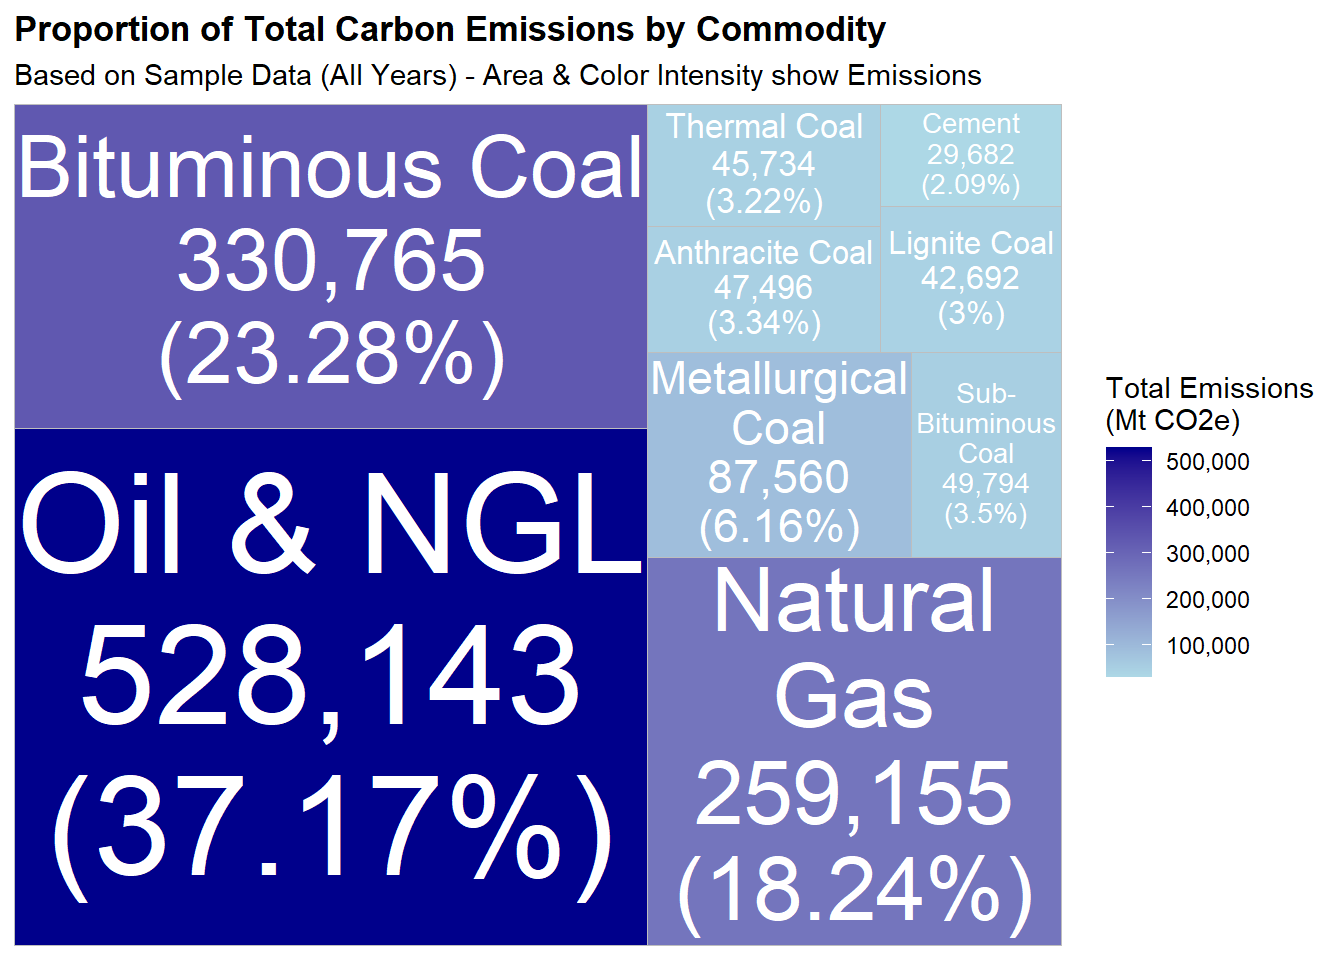 Proportion of Total Carbon Emissions by Commodity
Based on Sample Data (All Years) - Area & Color Intensity show Emissions
Bituminous Coal
330,765
(23.28%)
Oil & NGL
528,143
(37.17%)
Thermal Coal
45,734
(3.22%)
Cement
29,682
(2.09%)
Anthracite Coal
47,496
(3.34%)
Lignite Coal
42,692
(3%)
Metallurgical
Coal
87,560
(6.16%)
Sub-
Bituminous
Coal
49,794
(3.5%)
Natural
Gas
259,155
(18.24%)
Total Emissions
(Mt CO2e)
500,000
400,000
300,000
200,000
100,000